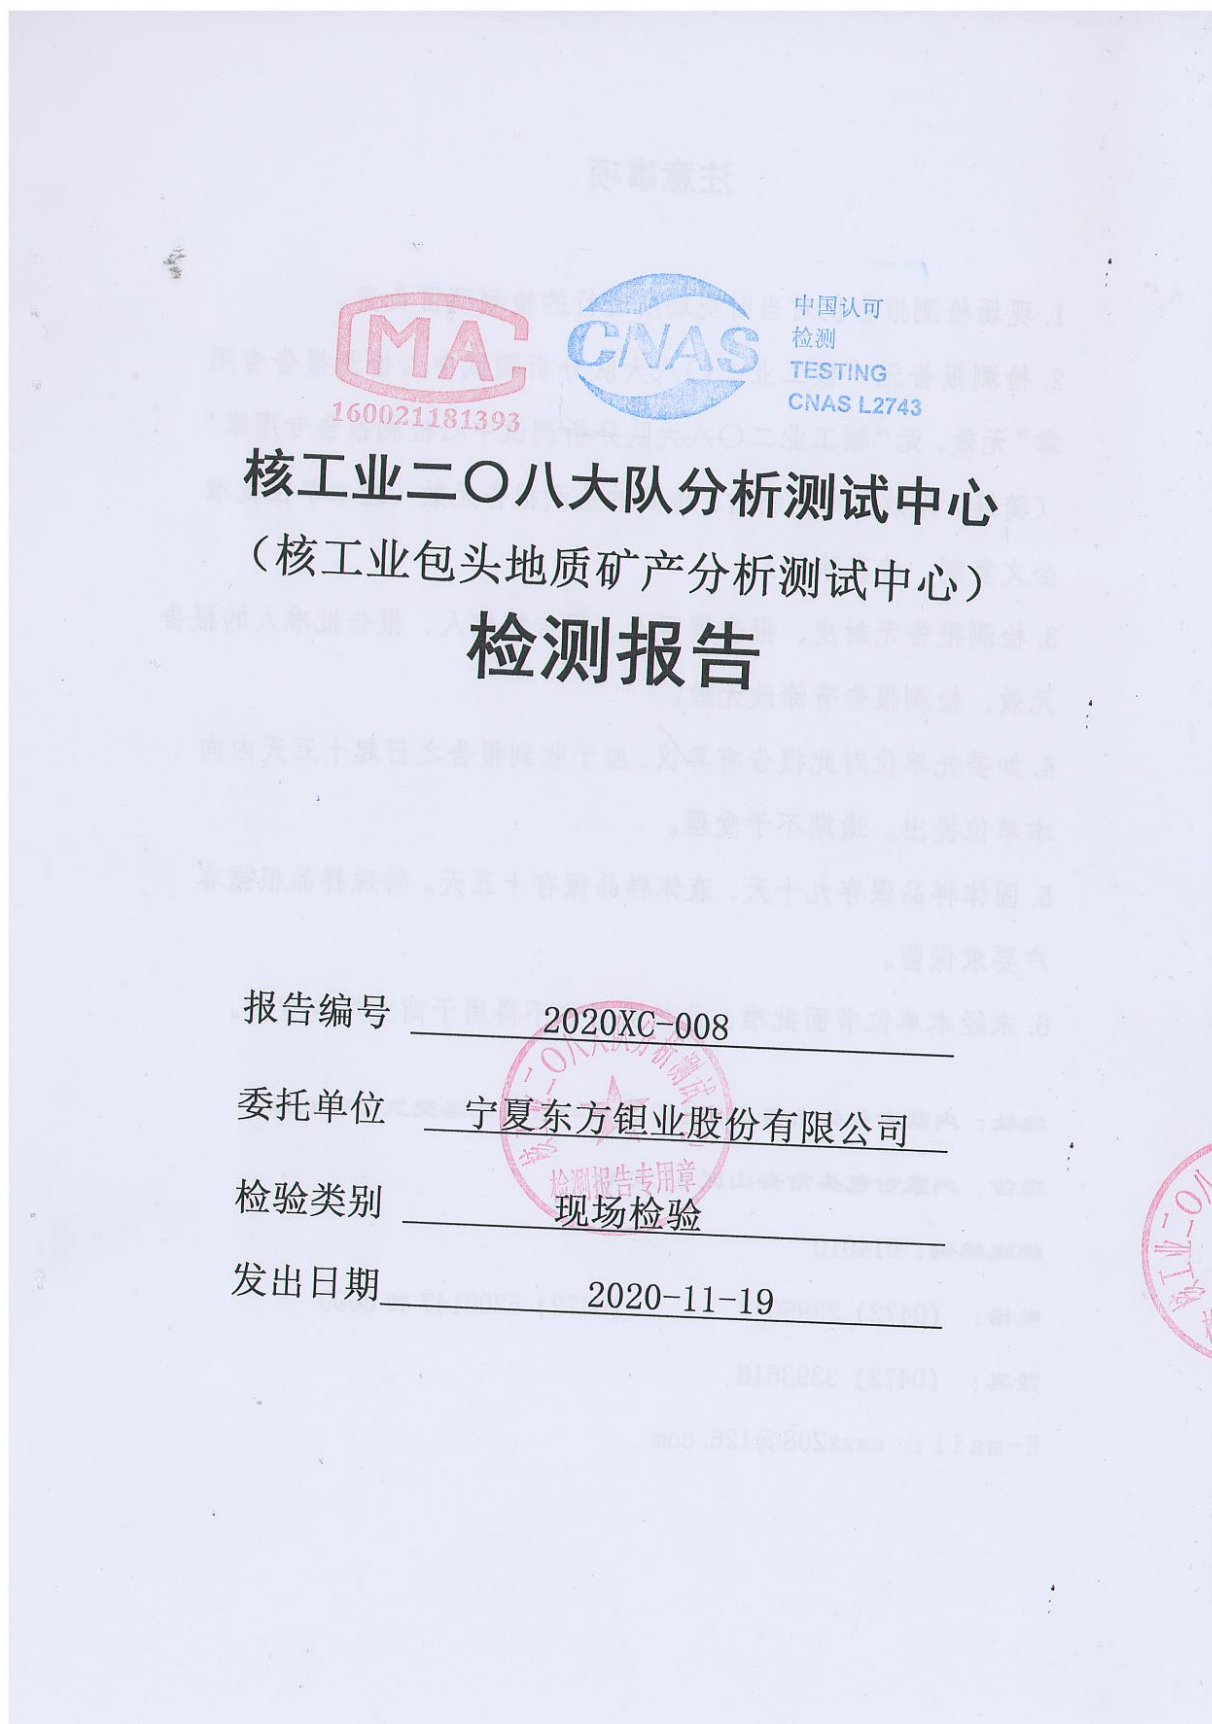 MA
160021181393
CNAS
中国认可
检测
TESTING
CNAS L2743
核工业二〇八大队分析测试中心
（核工业包头地质矿产分析测试中心）
检测报告
报告编号 2020XC-008
委托单位 宁夏东方钽业股份有限公司
检验类别 现场检验
发出日期 2020-11-19
检测报告专用章